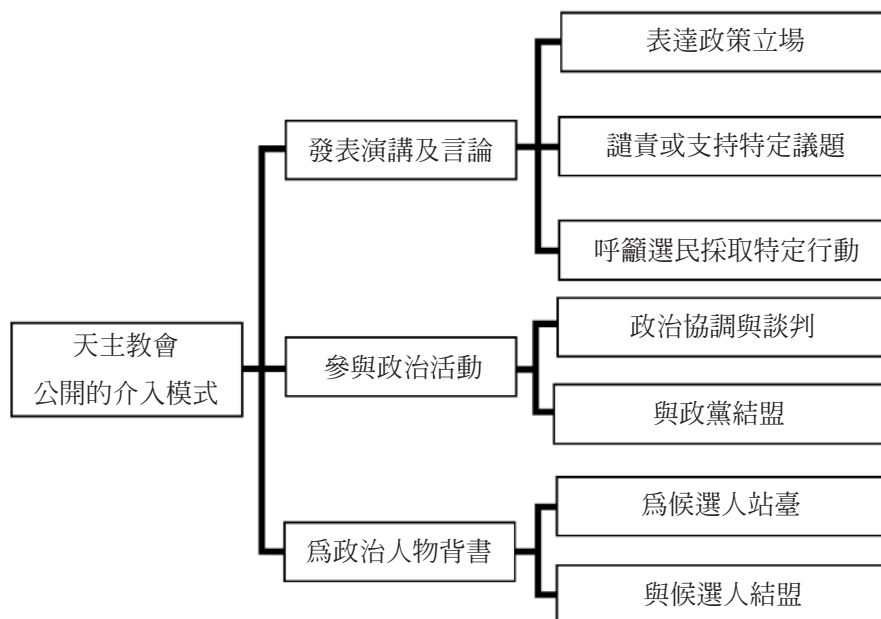 天主教會
公開的介入模式
發表演講及言論
表達政策立場
譴責或支持特定議題
呼籲選民採取特定行動
參與政治活動
政治協調與談判
與政黨結盟
爲政治人物背書
爲候選人站臺
與候選人結盟